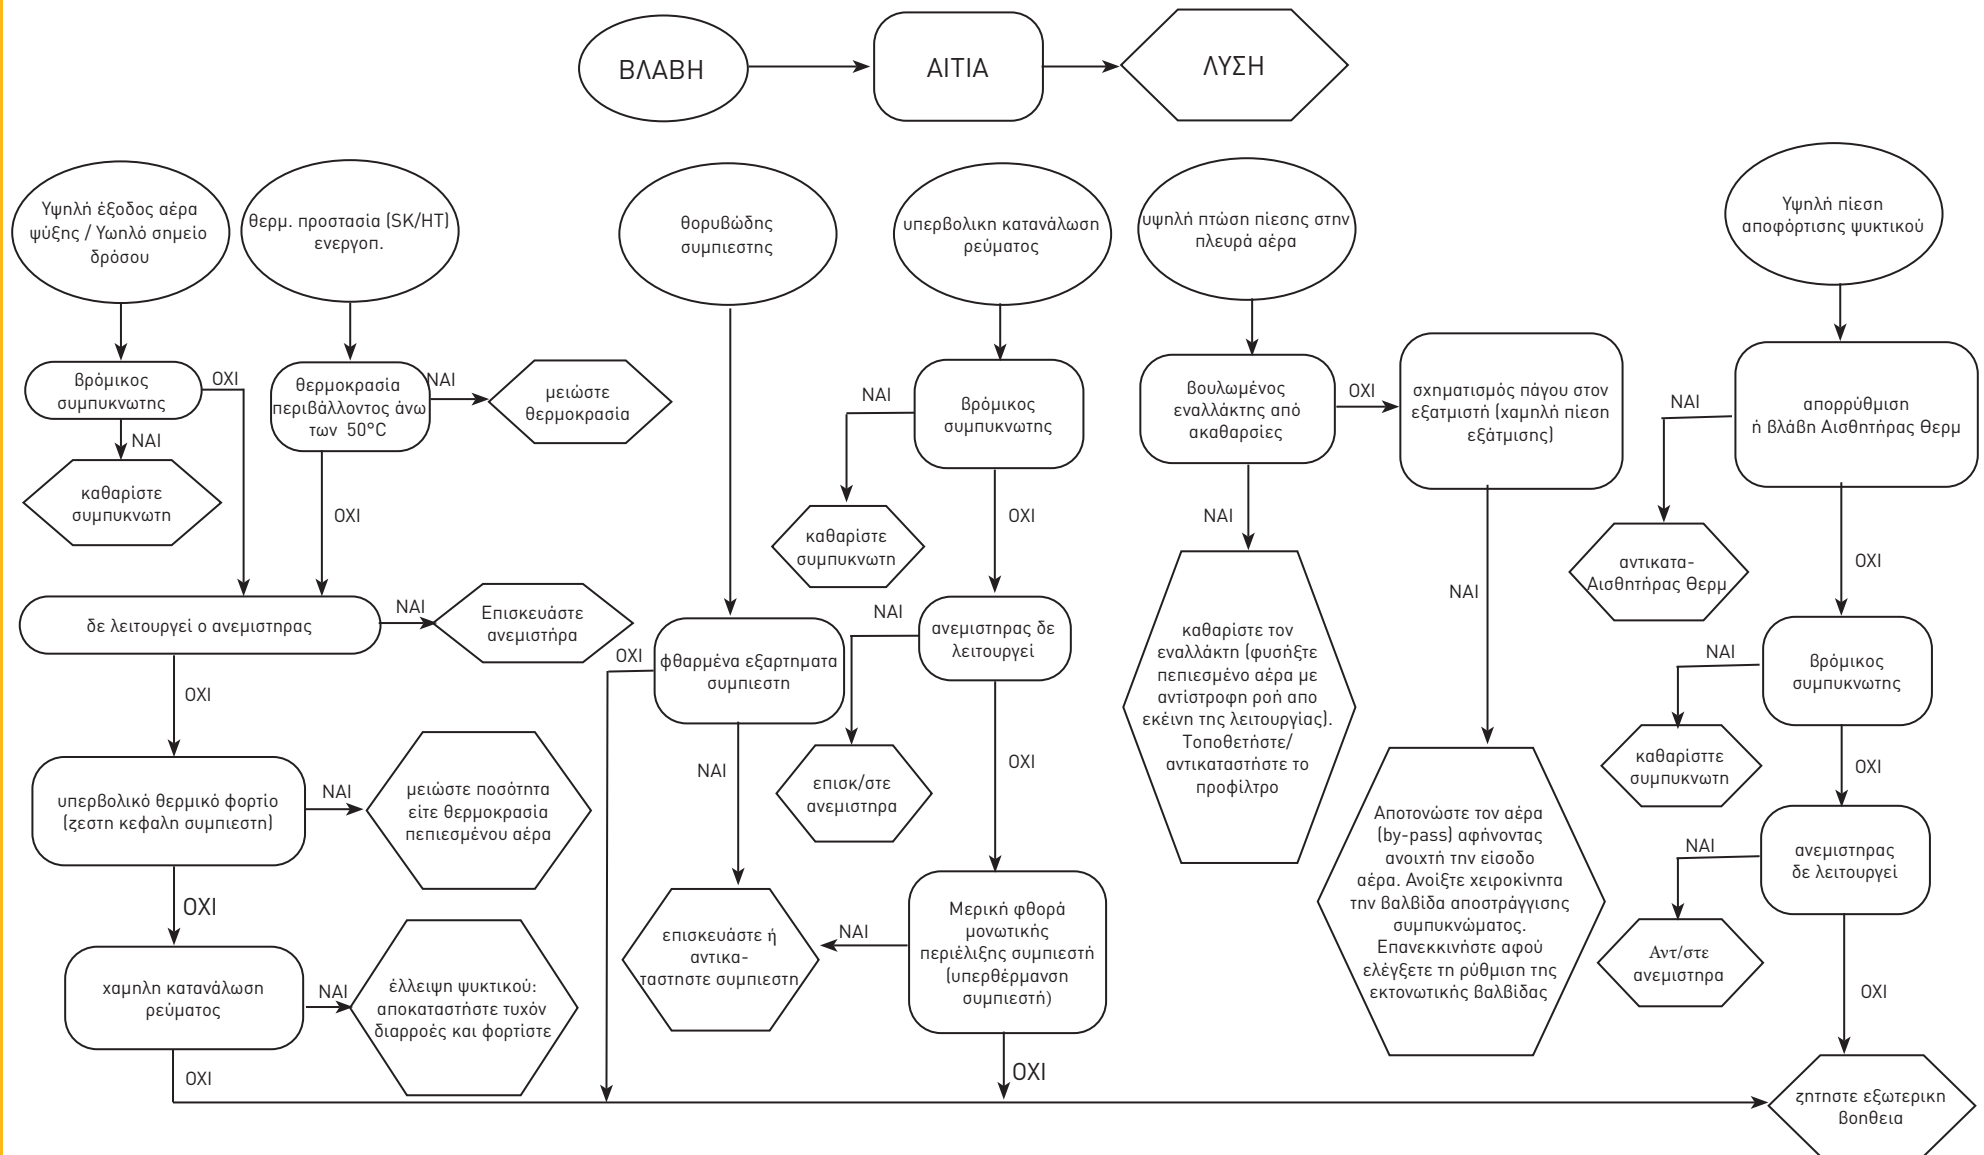 ΒΛΑΒΗ
ΑΙΤΙΑ
ΛΥΣΗ
Υψηλή έξοδος αέρα
ψύξης / Υωηλό σημείο
δρόσου
θερμ. προστασία (SK/HT)
ενεργοπ.
θορυβώδης
συμπιεστης
υπερβολικη κατανάλωση
ρεύματος
υψηλή πτώση πίεσης στην
πλευρά αέρα
Υψηλή πίεση
αποφόρτισης ψυκτικού
βρόμικος
συμπυκνωτης
ΟΧΙ
ΝΑΙ
καθαρίστε
συμπυκνωτη
θερμοκρασία
περιβάλλοντος άνω
των 50°C
ΝΑΙ
μειώστε
θερμοκρασία
ΟΧΙ
δε λειτουργεί ο ανεμιστηρας
ΝΑΙ
Επισκευάστε
ανεμιστήρα
ΟΧΙ
υπερβολικό θερμικό φορτίο
(ζεστη κεφαλη συμπιεστη)
ΝΑΙ
μειώστε ποσότητα
είτε θερμοκρασία
πεπιεσμένου αέρα
ΟΧΙ
χαμηλη κατανάλωση
ρεύματος
ΝΑΙ
έλλειψη ψυκτικού:
αποκαταστήστε τυχόν
διαρροές και φορτίστε
ΟΧΙ
φθαρμένα εξαρτηματα
συμπιεστη
ΟΧΙ
ΝΑΙ
επισκευάστε ή
αντικα-
ταστηστε συμπιεστη
βρόμικος
συμπυκνωτης
ΝΑΙ
καθαρίστε
συμπυκνωτη
ΟΧΙ
ανεμιστηρας δε
λειτουργεί
ΝΑΙ
επισκ/στε
ανεμιστηρα
ΟΧΙ
Μερική φθορά
μονωτικής
περιέλιξης συμπιεστή
(υπερθέρμανση
συμπιεστή)
ΝΑΙ
ΟΧΙ
βουλωμένος
εναλλάκτης από
ακαθαρσίες
ΟΧΙ
ΝΑΙ
καθαρίστε τον
εναλλάκτη (φυσήξτε
πεπιεσμένο αέρα με
αντίστροφη ροή απο
εκέινη της λειτουργίας).
Τοποθετήστε/
αντικαταστήστε το
προφίλτρο
σχηματισμός πάγου στον
εξατμιστή (χαμηλή πίεση
εξάτμισης)
ΝΑΙ
Αποτονώστε τον αέρα
(by-pass) αφήνοντας
ανοιχτή την είσοδο
αέρα. Ανοίξτε χειροκίνητα
την βαλβίδα αποστράγγισης
συμπυκνώματος.
Επανεκκινήστε αφού
ελέγξετε τη ρύθμιση της
εκτονωτικής βαλβίδας
απορρύθμιση
ή βλάβη Αισθητήρας Θερμ
ΝΑΙ
αντικατα-
Αισθητήρας Θερμ
ΟΧΙ
βρόμικος
συμπυκνωτης
ΝΑΙ
καθαρίσττε
συμπυκνωτη
ΟΧΙ
ανεμιστηρας
δε λειτουργεί
ΝΑΙ
Αντ/στε
ανεμιστηρα
ΟΧΙ
ζητηστε εξωτερικη
βοηθεια